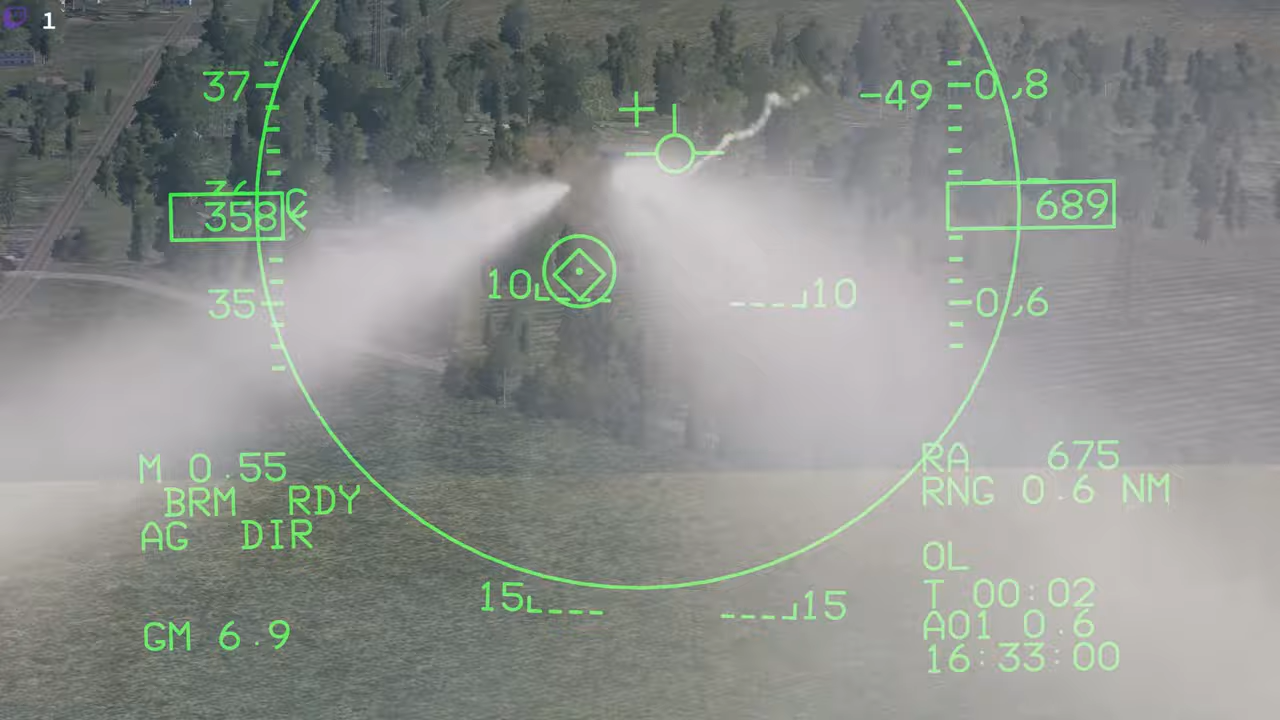 1
37
-49
0,8
358
689
10
10
35
0,6
M 0.55
BRM RDY
AG DIR
RA 675
RNG 0.6 NM
OL
T 00:02
A01 0.6
16:33:00
15
15
GM 6.9